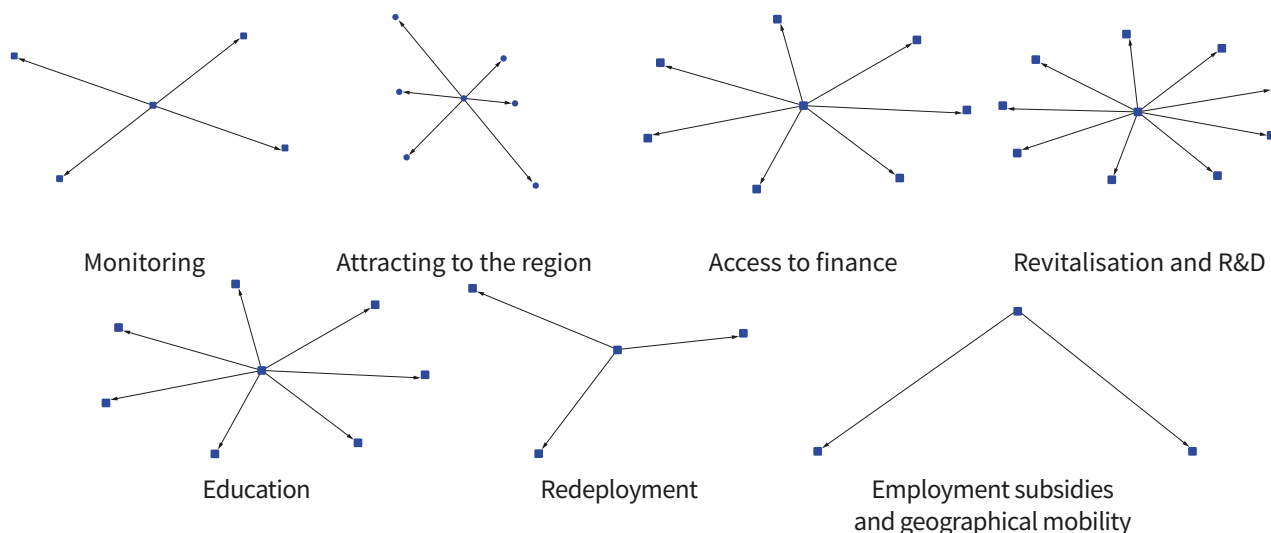 Monitoring
Attracting to the region
Access to finance
Revitalisation and R&D
Education
Redeployment
Employment subsidies
and geographical mobility